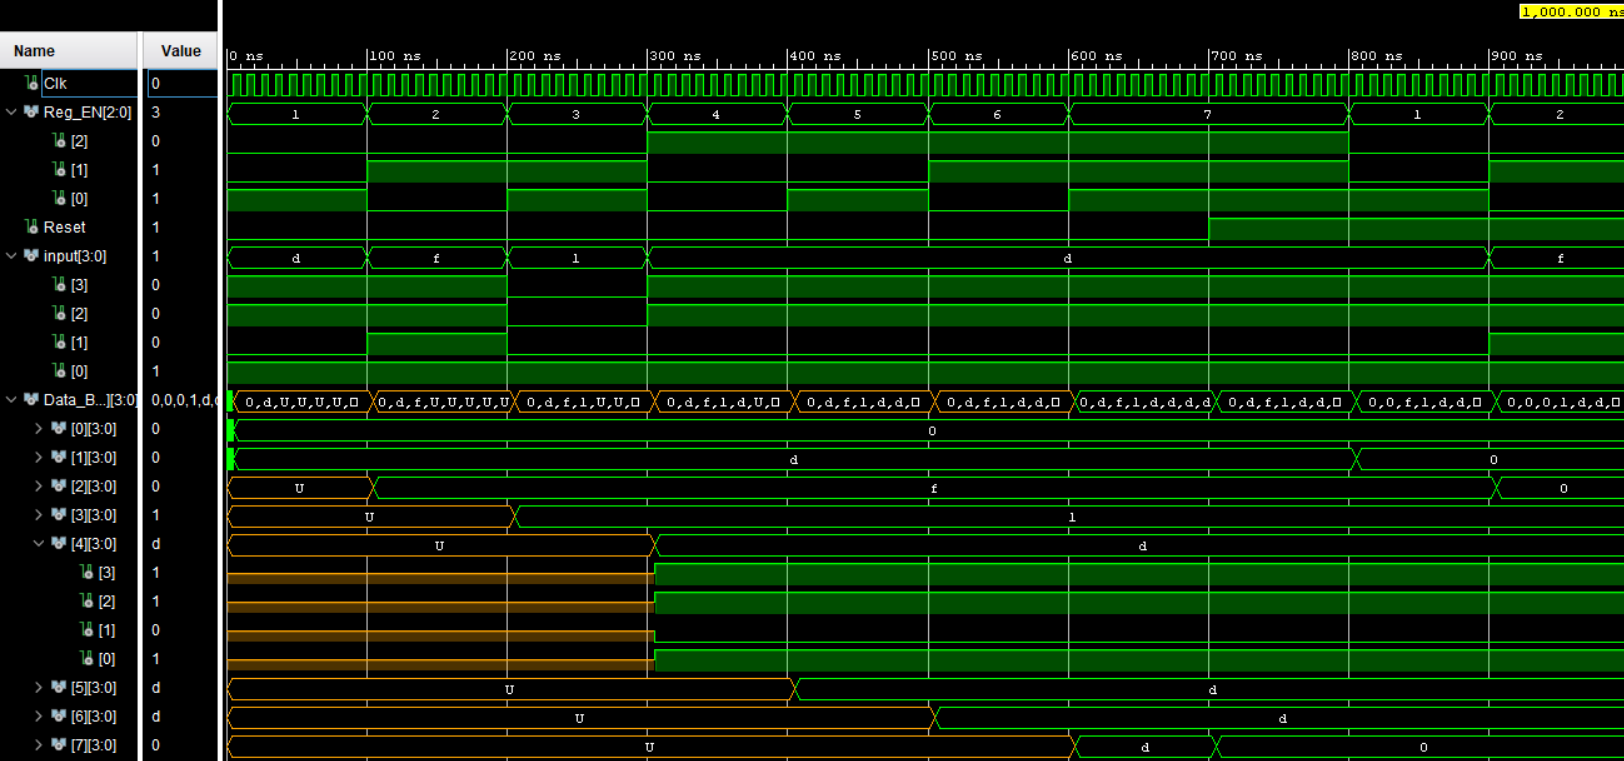 1,000.000 ns
Name Value
0 ns 100 ns 200 ns 300 ns 400 ns 500 ns 600 ns 700 ns 800 ns 900 ns
Clk 0
Reg_EN[2:0] 3 1 2 3 4 5 6 7 1 2
[2] 0
[1] 1
[0] 1
Reset 1
input[3:0] 1 d f 1 d f
[3] 0
[2] 0
[1] 0
[0] 1
Data_B...][3:0] 0,0,0,1,d, 0,d,U,U,U,U,□ 0,d,f,U,U,U,U,U 0,d,f,1,U,U,□ 0,d,f,1,d,U,□ 0,d,f,1,d,d,□ 0,d,f,1,d,d,□ 0,d,f,1,d,d,d,d 0,d,f,1,d,d,□ 0,0,f,1,d,d,□ 0,0,0,1,d,d,□
[0][3:0] 0 0
[1][3:0] 0 d 0
[2][3:0] 0 U f 0
[3][3:0] 1 U 1
[4][3:0] d U d
[3] 1
[2] 1
[1] 0
[0] 1
[5][3:0] d U d
[6][3:0] d U d
[7][3:0] 0 U d 0